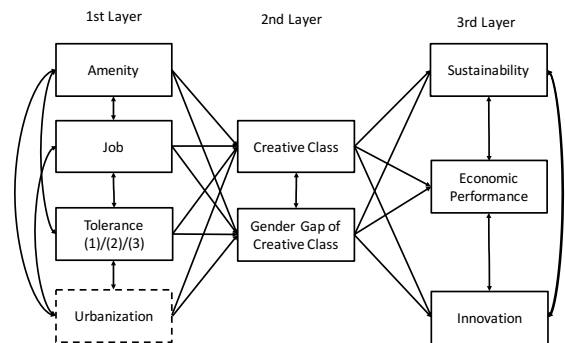 1st Layer
2nd Layer
3rd Layer
Amenity
Sustainability
Job
Creative Class
Economic
Performance
Tolerance
(1)/(2)/(3)
Gender Gap of
Creative Class
Urbanization
Innovation